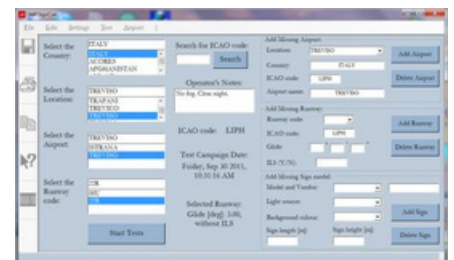 File Edit Settings Test Airport
Select the
Country:
ITALY
ITALY
AÇORES
AFGHANISTAN
Select the
Location:
TREVISO
TRAPANI
TREVICO
TREVISO
Select the
Airport:
TREVISO
ISTRANA
TREVISO
Select the
Runway
code:
Start Tests
Search for ICAO code:
Search
Operator's Notes:
No fog. Clear night.
ICAO code: LIPH
Test Campaign Date:
Friday, Sep 30 2011,
10:31:16 AM
Selected Runway:
Glide [deg]: 3.00,
without ILS
Add Missing Airport:
Location: TREVISO
Country: ITALY
ICAO code: LIPH
Airport name: TREVISO
Add Airport
Delete Airport
Add Missing Runway:
Runway code:
ICAO code: LIPH
Glide:
ILS (Y/N):
Add Runway
Delete Runway
Add Missing Sign model:
Model and Vendor:
Light source:
Background colour:
Sign length [m]: Sign height [m]:
Add Sign
Delete Sign